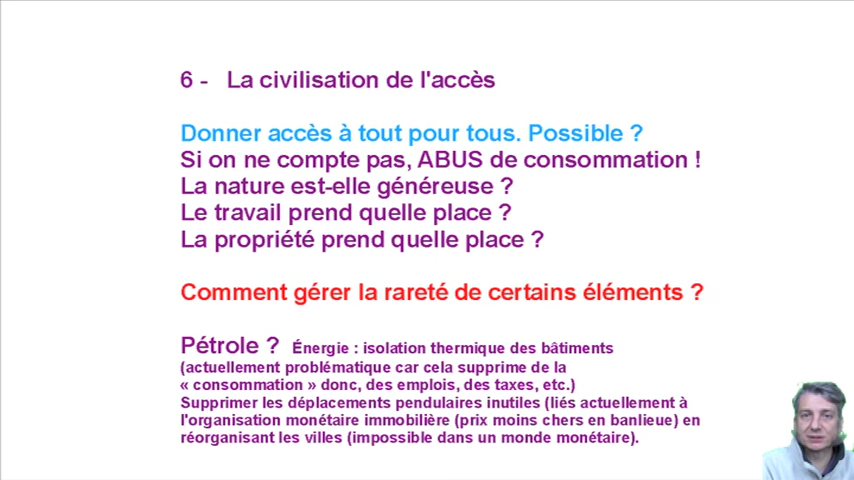 6 - La civilisation de l'accès
Donner accès à tout pour tous. Possible ?
Si on ne compte pas, ABUS de consommation !
La nature est-elle généreuse ?
Le travail prend quelle place ?
La propriété prend quelle place ?
Comment gérer la rareté de certains éléments ?
Pétrole ? Énergie : isolation thermique des bâtiments
(actuellement problématique car cela supprime de la
« consommation » donc, des emplois, des taxes, etc.)
Supprimer les déplacements pendulaires inutiles (liés actuellement à
l'organisation monétaire immobilière (prix moins chers en banlieue) en
réorganisant les villes (impossible dans un monde monétaire).